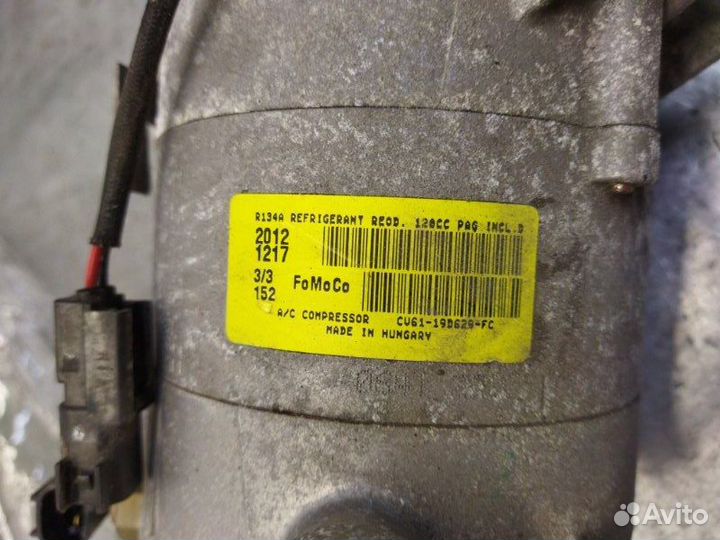 R134A REFRIGERANT REQD. 120CC PAG INCL.D
2012
1217
3/3 FoMoCo
152
A/C COMPRESSOR CU61-19D629-FC
MADE IN HUNGARY
Avito